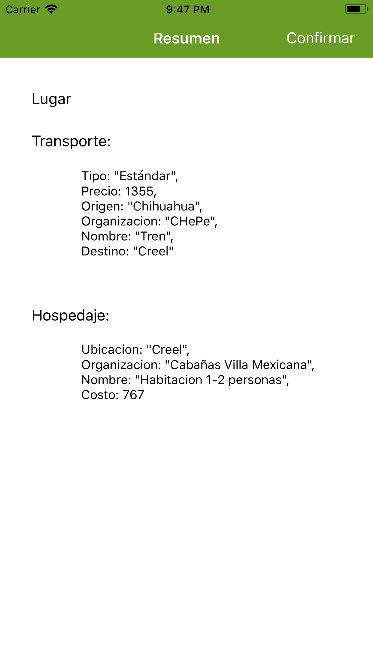 Carrier 9:47 PM
Resumen Confirmar
Lugar
Transporte:
Tipo: "Estándar",
Precio: 1355,
Origen: "Chihuahua",
Organizacion: "CHePe",
Nombre: "Tren",
Destino: "Creel"
Hospedaje:
Ubicacion: "Creel",
Organizacion: "Cabañas Villa Mexicana",
Nombre: "Habitacion 1-2 personas",
Costo: 767